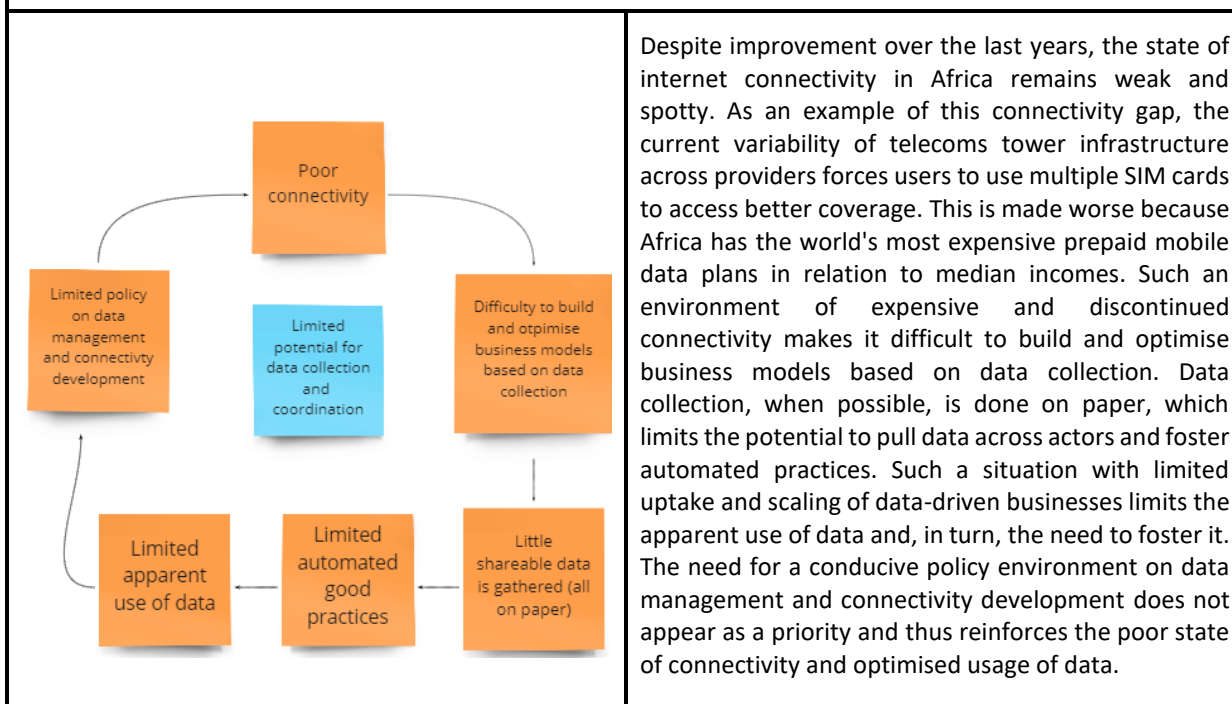 Poor
connectivity
Limited policy
on data
management
and connectivty
development
Limited
potential for
data collection
and
coordination
Difficulty to build
and otpimise
business models
based on data
collection
Limited
apparent
use of data
Limited
automated
good
practices
Little
shareable data
is gathered (all
on paper)
Despite improvement over the last years, the state of
internet connectivity in Africa remains weak and
spotty. As an example of this connectivity gap, the
current variability of telecoms tower infrastructure
across providers forces users to use multiple SIM cards
to access better coverage. This is made worse because
Africa has the world's most expensive prepaid mobile
data plans in relation to median incomes. Such an
environment of expensive and discontinued
connectivity makes it difficult to build and optimise
business models based on data collection. Data
collection, when possible, is done on paper, which
limits the potential to pull data across actors and foster
automated practices. Such a situation with limited
uptake and scaling of data-driven businesses limits the
apparent use of data and, in turn, the need to foster it.
The need for a conducive policy environment on data
management and connectivity development does not
appear as a priority and thus reinforces the poor state
of connectivity and optimised usage of data.